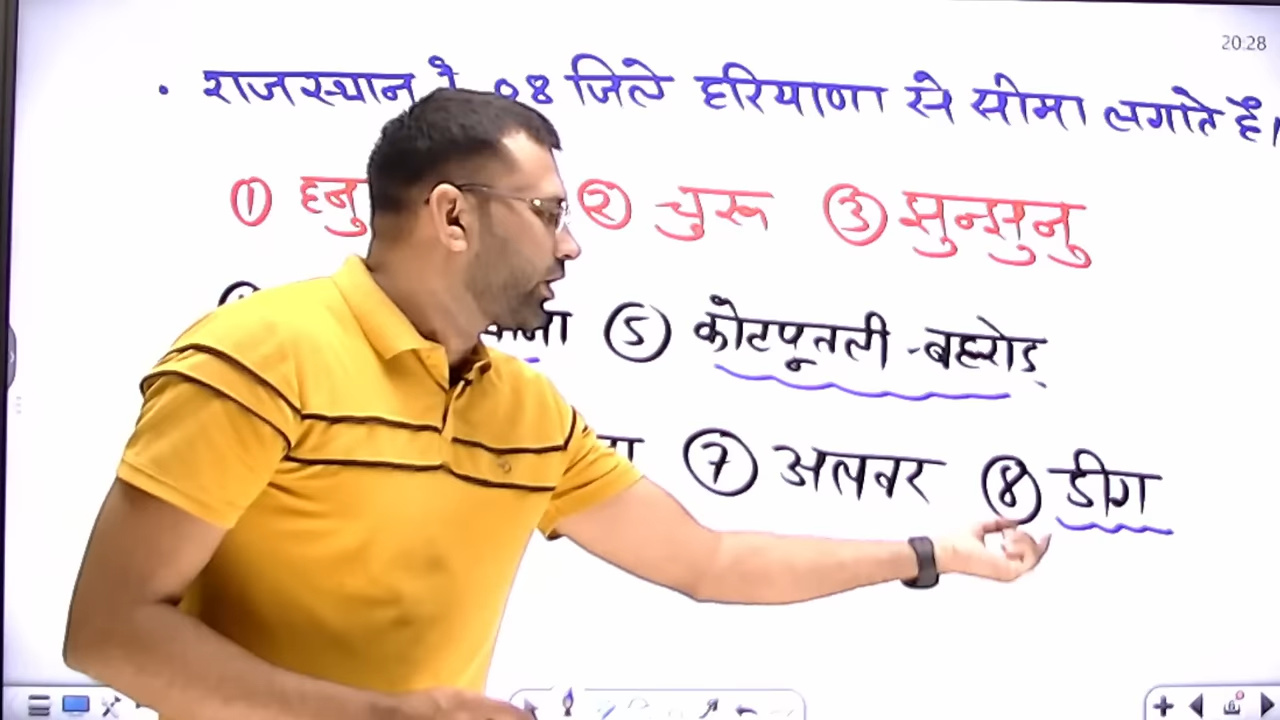 20:28
. राजस्थान के 08 जिले हरियाणा से सीमा लगाते हैं।
① हनु ② चुरू ③ झुन्झुनु
⑤ कोटपूतली - बहरोड़
⑦ अलवर ⑧ डीग